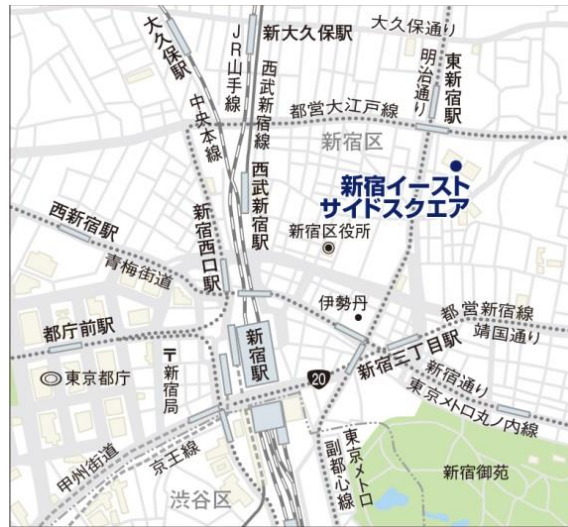 大久保通り
大久保駅
新大久保駅
JR山手線
西武新宿線
中央本線
明治通り
東新宿駅
都営大江戸線
新宿区
新宿イースト
サイドスクエア
西武新宿駅
新宿西口駅
西新宿駅
青梅街道
新宿区役所
伊勢丹
都営新宿線
靖国通り
都庁前駅
新宿駅
新宿三丁目駅
〒新宿局
東京都庁
20
新宿通り
東京メトロ丸ノ内線
甲州街道
京王線
東京メトロ
副都心線
新宿御苑
渋谷区